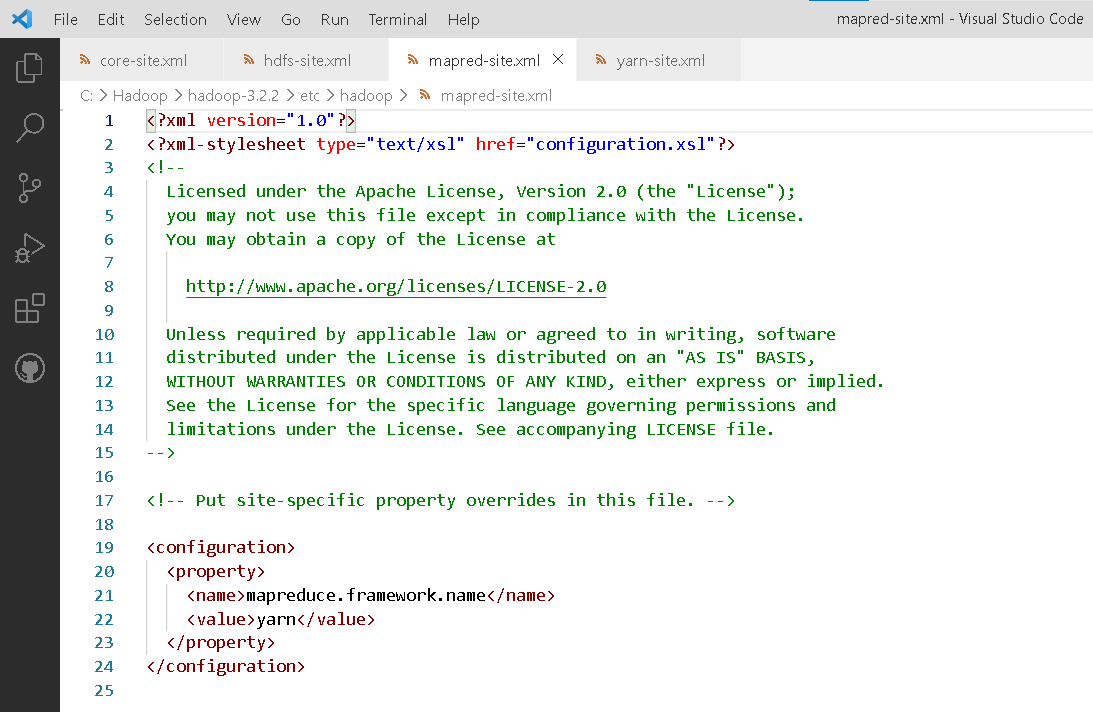 File Edit Selection View Go Run Terminal Help mapred-site.xml - Visual Studio Code
core-site.xml hdfs-site.xml mapred-site.xml yarn-site.xml
C: > Hadoop > hadoop-3.2.2 > etc > hadoop > mapred-site.xml
1 <?xml version="1.0"?>
2 <?xml-stylesheet type="text/xsl" href="configuration.xsl"?>
3 <!--
4 Licensed under the Apache License, Version 2.0 (the "License");
5 you may not use this file except in compliance with the License.
6 You may obtain a copy of the License at
7
8 http://www.apache.org/licenses/LICENSE-2.0
9
10 Unless required by applicable law or agreed to in writing, software
11 distributed under the License is distributed on an "AS IS" BASIS,
12 WITHOUT WARRANTIES OR CONDITIONS OF ANY KIND, either express or implied.
13 See the License for the specific language governing permissions and
14 limitations under the License. See accompanying LICENSE file.
15 -->
16
17 <!-- Put site-specific property overrides in this file. -->
18
19 <configuration>
20 <property>
21 <name>mapreduce.framework.name</name>
22 <value>yarn</value>
23 </property>
24 </configuration>
25